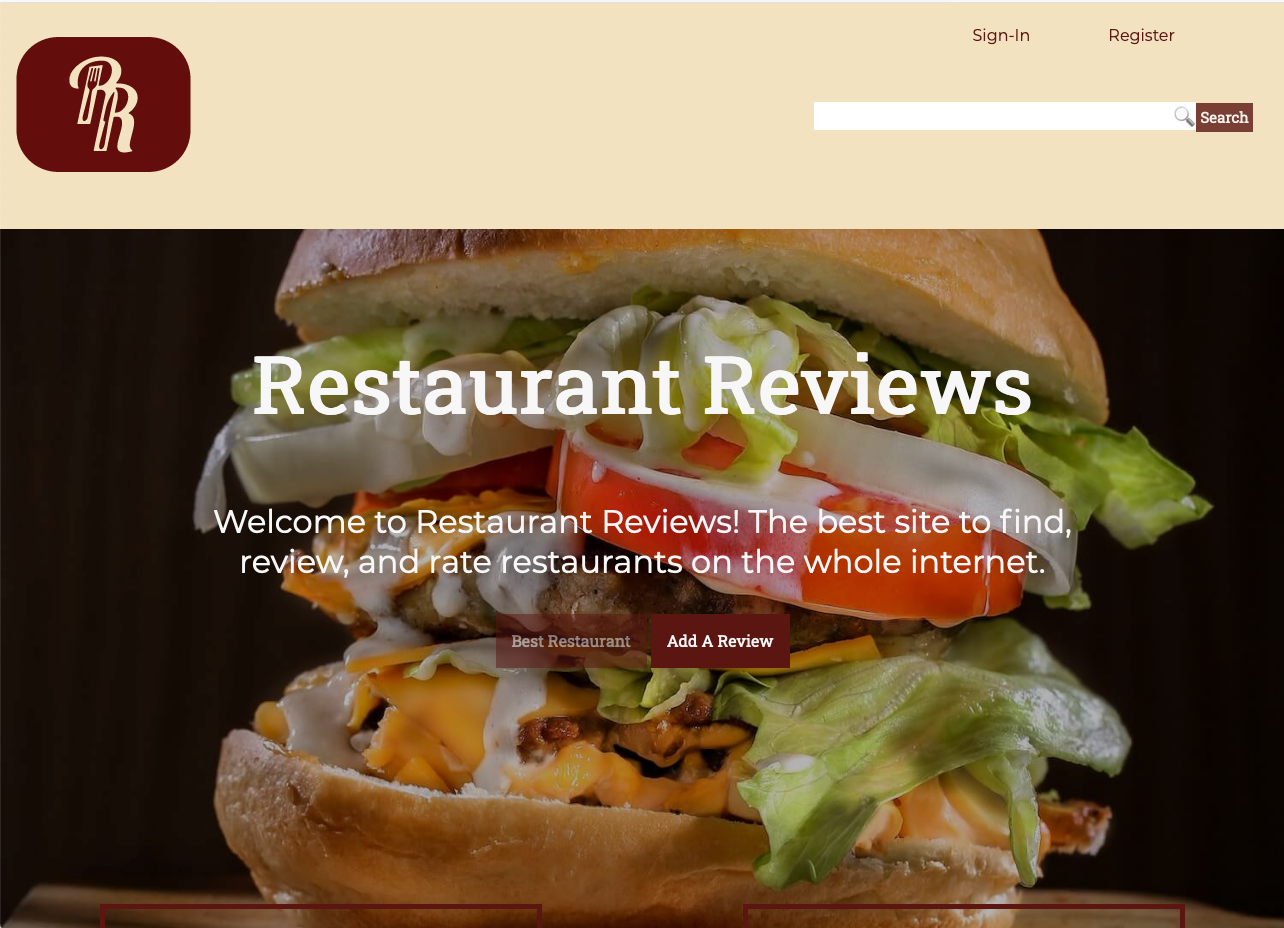 RR
Sign-In Register
Search
Restaurant Reviews
Welcome to Restaurant Reviews! The best site to find,
review, and rate restaurants on the whole internet.
Best Restaurant Add A Review